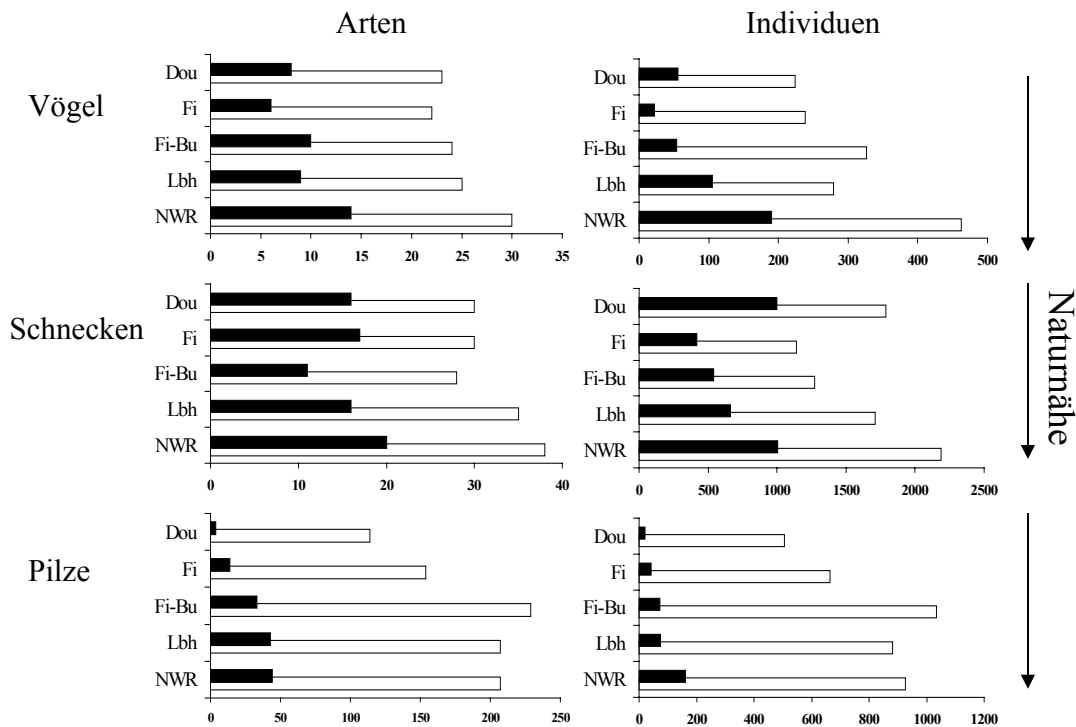 Arten
Individuen
Vögel
Dou
Fi
Fi-Bu
Lbh
NWR
0 5 10 15 20 25 30 35
Dou
Fi
Fi-Bu
Lbh
NWR
0 100 200 300 400 500
Schnecken
Dou
Fi
Fi-Bu
Lbh
NWR
0 10 20 30 40
Dou
Fi
Fi-Bu
Lbh
NWR
0 500 1000 1500 2000 2500
Naturnähe
Pilze
Dou
Fi
Fi-Bu
Lbh
NWR
0 50 100 150 200 250
Dou
Fi
Fi-Bu
Lbh
NWR
0 200 400 600 800 1000 1200